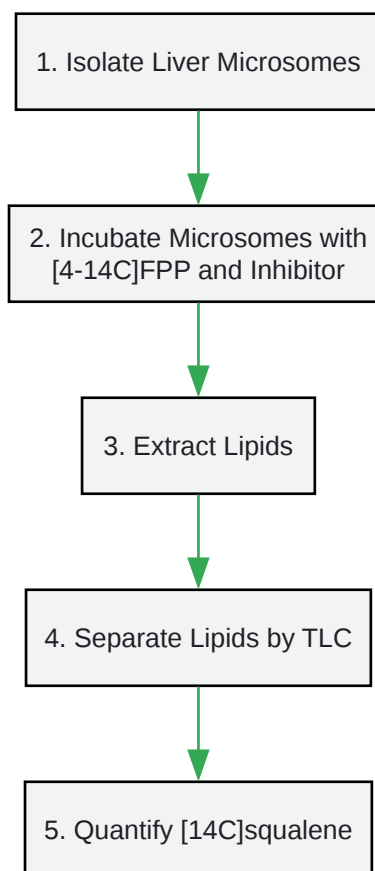 1. Isolate Liver Microsomes
2. Incubate Microsomes with
[4-14C]FPP and Inhibitor
3. Extract Lipids
4. Separate Lipids by TLC
5. Quantify [14C]squalene